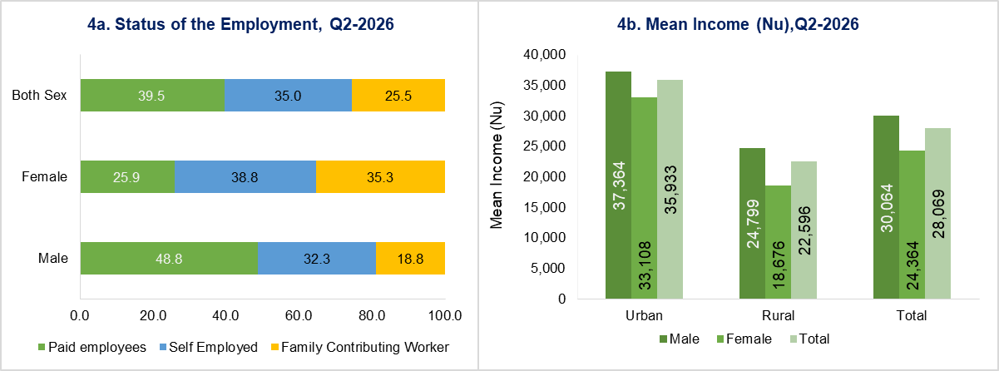 4a. Status of the Employment, Q2-2026
Both Sex
39.5
35.0
25.5
Female
25.9
38.8
35.3
Male
48.8
32.3
18.8
0.0 20.0 40.0 60.0 80.0 100.0
Paid employees Self Employed Family Contributing Worker
4b. Mean Income (Nu),Q2-2026
Mean Income (Nu)
40,000
35,000
30,000
25,000
20,000
15,000
10,000
5,000
0
37,364
33,108
35,933
24,799
18,676
22,596
30,064
24,364
28,069
Urban Rural Total
Male Female Total